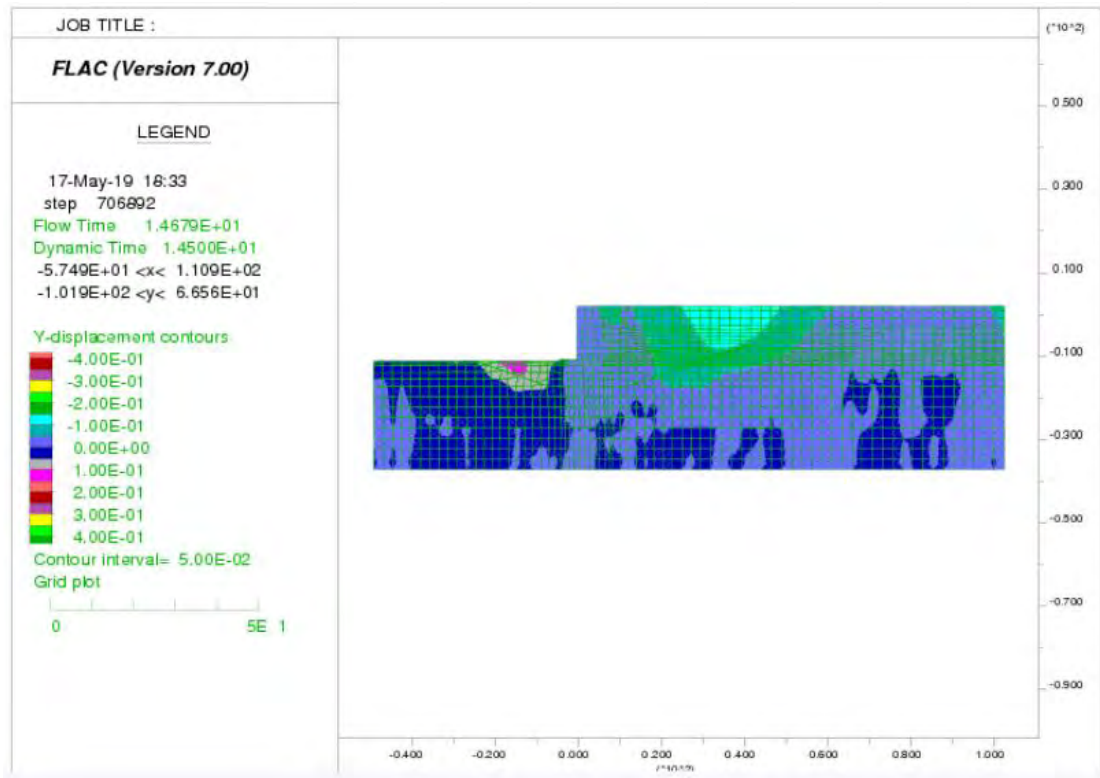 JOB TITLE :
FLAC (Version 7.00)
LEGEND
17-May-19 18:33
step 706892
Flow Time 1.4679E+01
Dynamic Time 1.4500E+01
-5.749E+01 <x< 1.109E+02
-1.019E+02 <y< 6.656E+01
Y-displacement contours
-4.00E-01
-3.00E-01
-2.00E-01
-1.00E-01
0.00E+00
1.00E-01
2.00E-01
3.00E-01
4.00E-01
Contour interval= 5.00E-02
Grid plot
0 5E 1
(*10^2)
0.500
0.300
0.100
-0.100
-0.300
-0.500
-0.700
-0.900
-0.400 -0.200 0.000 0.200 0.400 0.600 0.800 1.000